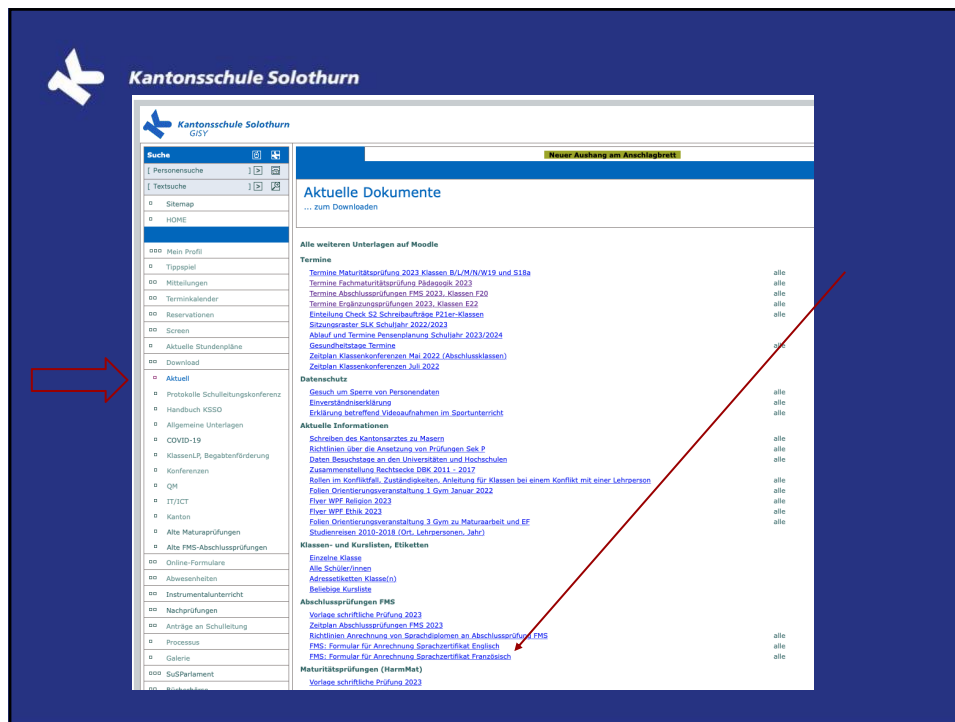 Kantonsschule Solothurn
Kantonsschule Solothurn
GISY
Suche
[ Personensuche ]
[ Textsuche ]
Sitemap
HOME
Mein Profil
Tippspiel
Mitteilungen
Terminkalender
Reservationen
Screen
Aktuelle Stundenpläne
Download
Aktuell
Protokolle Schulleitungskonferenz
Handbuch KSSO
Allgemeine Unterlagen
COVID-19
KlassenLP, Begabtenförderung
Konferenzen
QM
IT/ICT
Kanton
Alte Maturaprüfungen
Alte FMS-Abschlussprüfungen
Online-Formulare
Abwesenheiten
Instrumentalunterricht
Nachprüfungen
Anträge an Schulleitung
Processus
Galerie
SuSParlament
Neuer Aushang am Anschlagbrett
Aktuelle Dokumente
... zum Downloaden
Alle weiteren Unterlagen auf Moodle
Termine
Termine Maturitätsprüfung 2023 Klassen B/L/M/N/W19 und S18a alle
Termine Fachmaturitätsprüfung Pädagogik 2023 alle
Termine Abschlussprüfungen FMS 2023, Klassen F20 alle
Termine Ergänzungsprüfungen 2023, Klassen E22 alle
Einteilung Check S2 Schreibaufträge P21er-Klassen alle
Sitzungsraster SLK Schuljahr 2022/2023
Ablauf und Termine Pensenplanung Schuljahr 2023/2024
Gesundheitstage Termine alle
Zeitplan Klassenkonferenzen Mai 2022 (Abschlussklassen)
Zeitplan Klassenkonferenzen Juli 2022
Datenschutz
Gesuch um Sperre von Personendaten alle
Einverständniserklärung alle
Erklärung betreffend Videoaufnahmen im Sportunterricht alle
Aktuelle Informationen
Schreiben des Kantonsarztes zu Masern alle
Richtlinien über die Ansetzung von Prüfungen Sek P alle
Daten Besuchstage an den Universitäten und Hochschulen alle
Zusammenstellung Rechtsecke DBK 2011 - 2017
Rollen im Konfliktfall, Zuständigkeiten, Anleitung für Klassen bei einem Konflikt mit einer Lehrperson alle
Folien Orientierungsveranstaltung 1 Gym Januar 2022 alle
Flyer WPF Religion 2023 alle
Flyer WPF Ethik 2023 alle
Folien Orientierungsveranstaltung 3 Gym zu Maturaarbeit und EF alle
Studienreisen 2010-2018 (Ort, Lehrpersonen, Jahr)
Klassen- und Kurslisten, Etiketten
Einzelne Klasse
Alle Schüler/innen
Adressetiketten Klasse(n)
Beliebige Kursliste
Abschlussprüfungen FMS
Vorlage schriftliche Prüfung 2023
Zeitplan Abschlussprüfungen FMS 2023
Richtlinien Anrechnung von Sprachdiplomen an Abschlussprüfung FMS alle
FMS: Formular für Anrechnung Sprachzertifikat Englisch alle
FMS: Formular für Anrechnung Sprachzertifikat Französisch alle
Maturitätsprüfungen (HarmMat)
Vorlage schriftliche Prüfung 2023